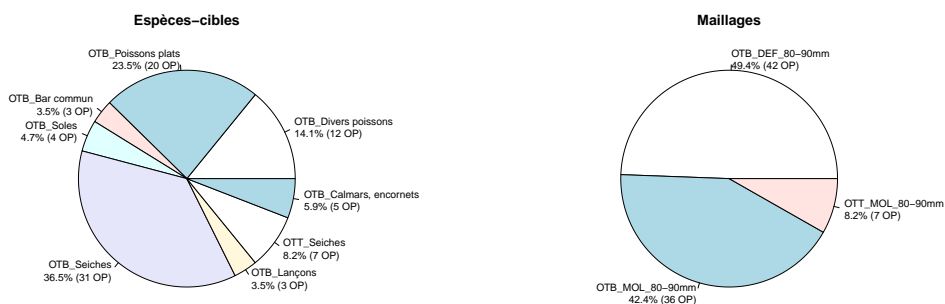 Espèces−cibles
OTB_Poissons plats
23.5% (20 OP)
OTB_Bar commun
3.5% (3 OP)
OTB_Soles
4.7% (4 OP)
OTB_Divers poissons
14.1% (12 OP)
OTB_Calmars, encornets
5.9% (5 OP)
OTT_Seiches
8.2% (7 OP)
OTB_Lançons
3.5% (3 OP)
OTB_Seiches
36.5% (31 OP)
Maillages
OTB_DEF_80−90mm
49.4% (42 OP)
OTT_MOL_80−90mm
8.2% (7 OP)
OTB_MOL_80−90mm
42.4% (36 OP)